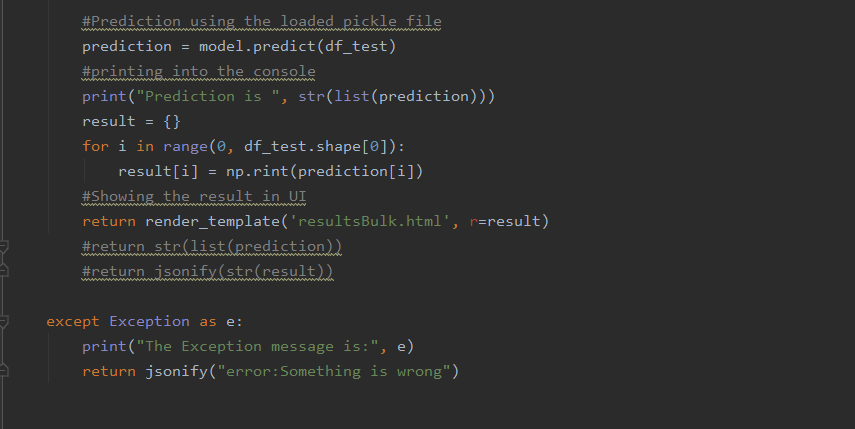 #Prediction using the loaded pickle file
prediction = model.predict(df_test)
#printing into the console
print("Prediction is ", str(list(prediction)))
result = {}
for i in range(0, df_test.shape[0]):
    result[i] = np.rint(prediction[i])
#Showing the result in UI
return render_template('resultsBulk.html', r=result)
#return str(list(prediction))
#return jsonify(str(result))
except Exception as e:
    print("The Exception message is:", e)
    return jsonify("error:Something is wrong")